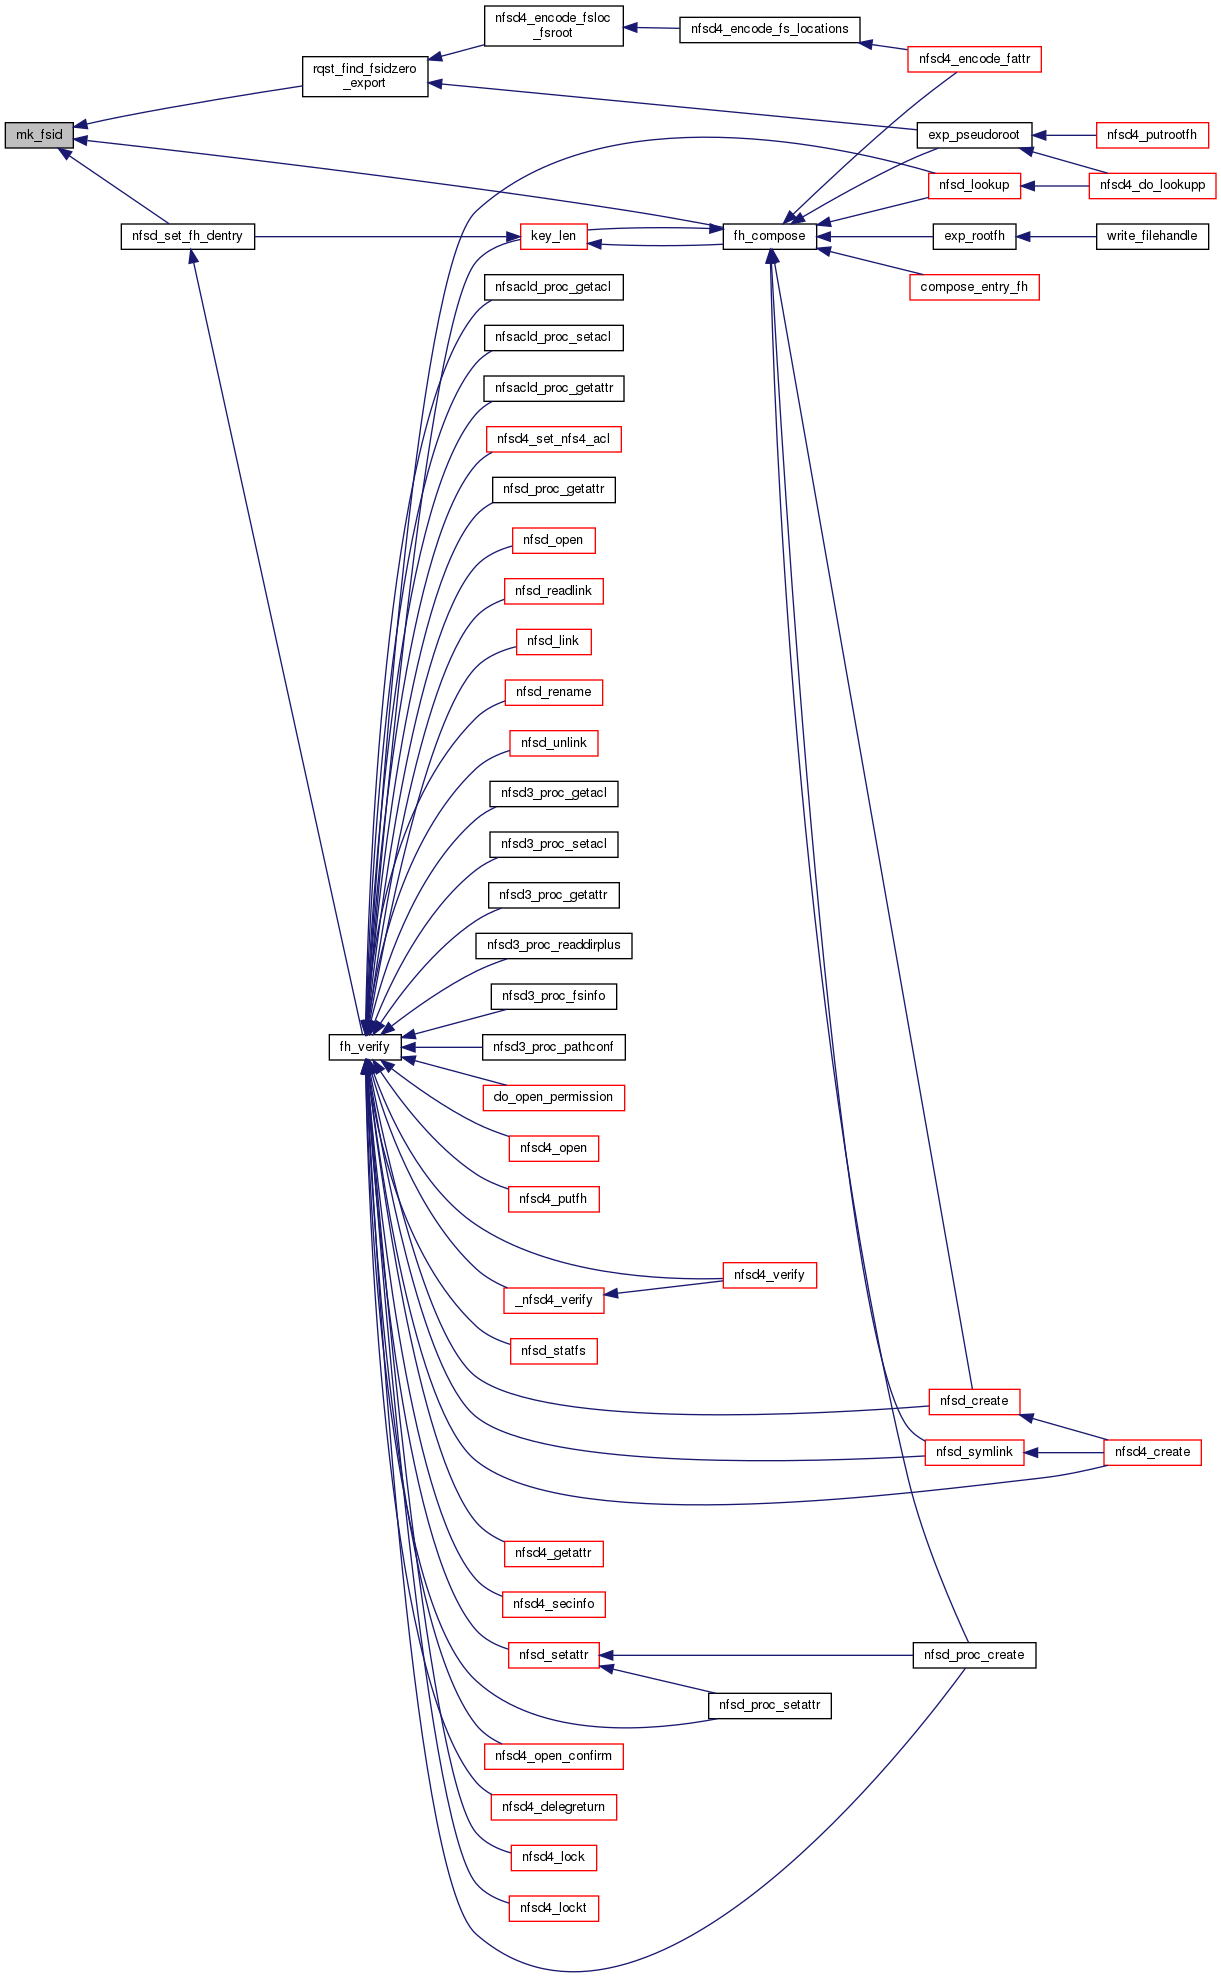 nfsd4_encode_fsloc
_fsroot
nfsd4_encode_fs_locations
nfsd4_encode_fattr
rqst_find_fsidzero
_export
mk_fsid
exp_pseudoroot
nfsd4_putrootfh
nfsd_lookup
nfsd4_do_lookupp
nfsd_set_fh_dentry
key_len
fh_compose
exp_rootfh
write_filehandle
compose_entry_fh
nfsacld_proc_getacl
nfsacld_proc_setacl
nfsacld_proc_getattr
nfsd4_set_nfs4_acl
nfsd_proc_getattr
nfsd_open
nfsd_readlink
nfsd_link
nfsd_rename
nfsd_unlink
nfsd3_proc_getacl
nfsd3_proc_setacl
nfsd3_proc_getattr
nfsd3_proc_readdirplus
nfsd3_proc_fsinfo
fh_verify
nfsd3_proc_pathconf
do_open_permission
nfsd4_open
nfsd4_putfh
nfsd4_verify
_nfsd4_verify
nfsd_statfs
nfsd_create
nfsd_symlink
nfsd4_create
nfsd4_getattr
nfsd4_secinfo
nfsd_setattr
nfsd_proc_create
nfsd_proc_setattr
nfsd4_open_confirm
nfsd4_delegreturn
nfsd4_lock
nfsd4_lockt